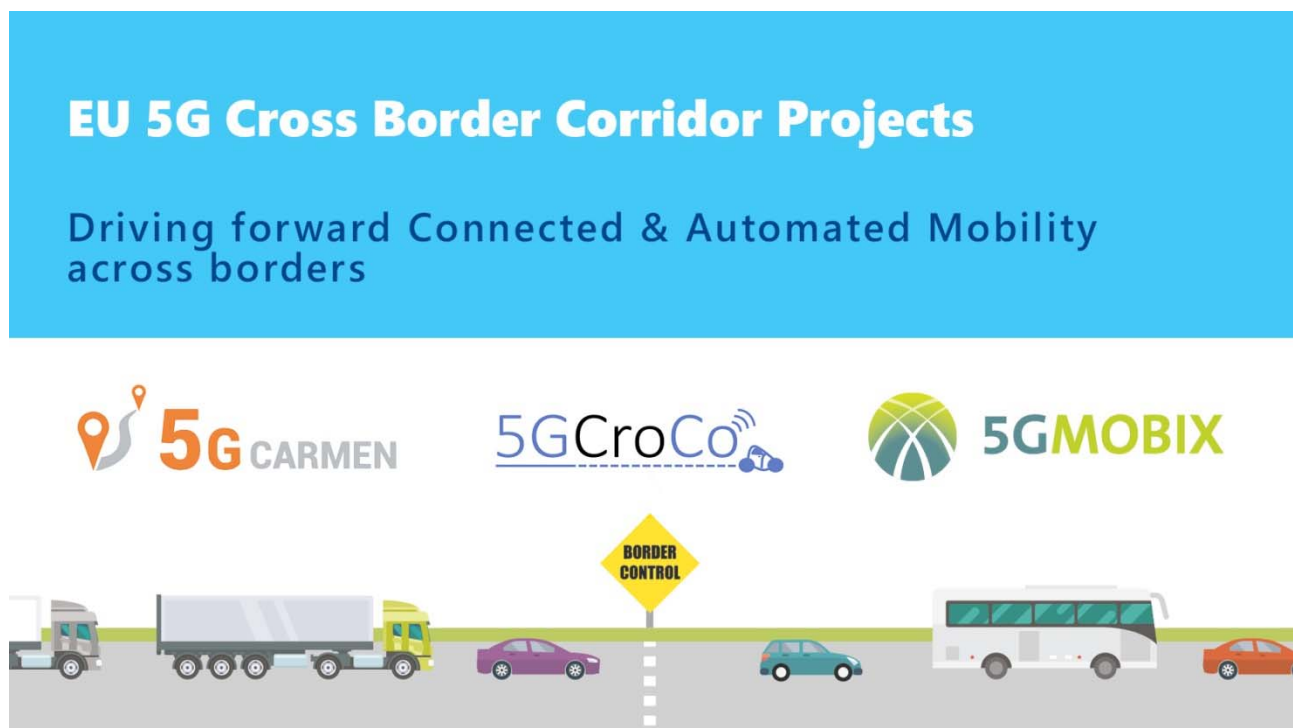 EU 5G Cross Border Corridor Projects
Driving forward Connected & Automated Mobility
across borders
5G CARMEN
5GCroCo
5GMOBIX
BORDER
CONTROL